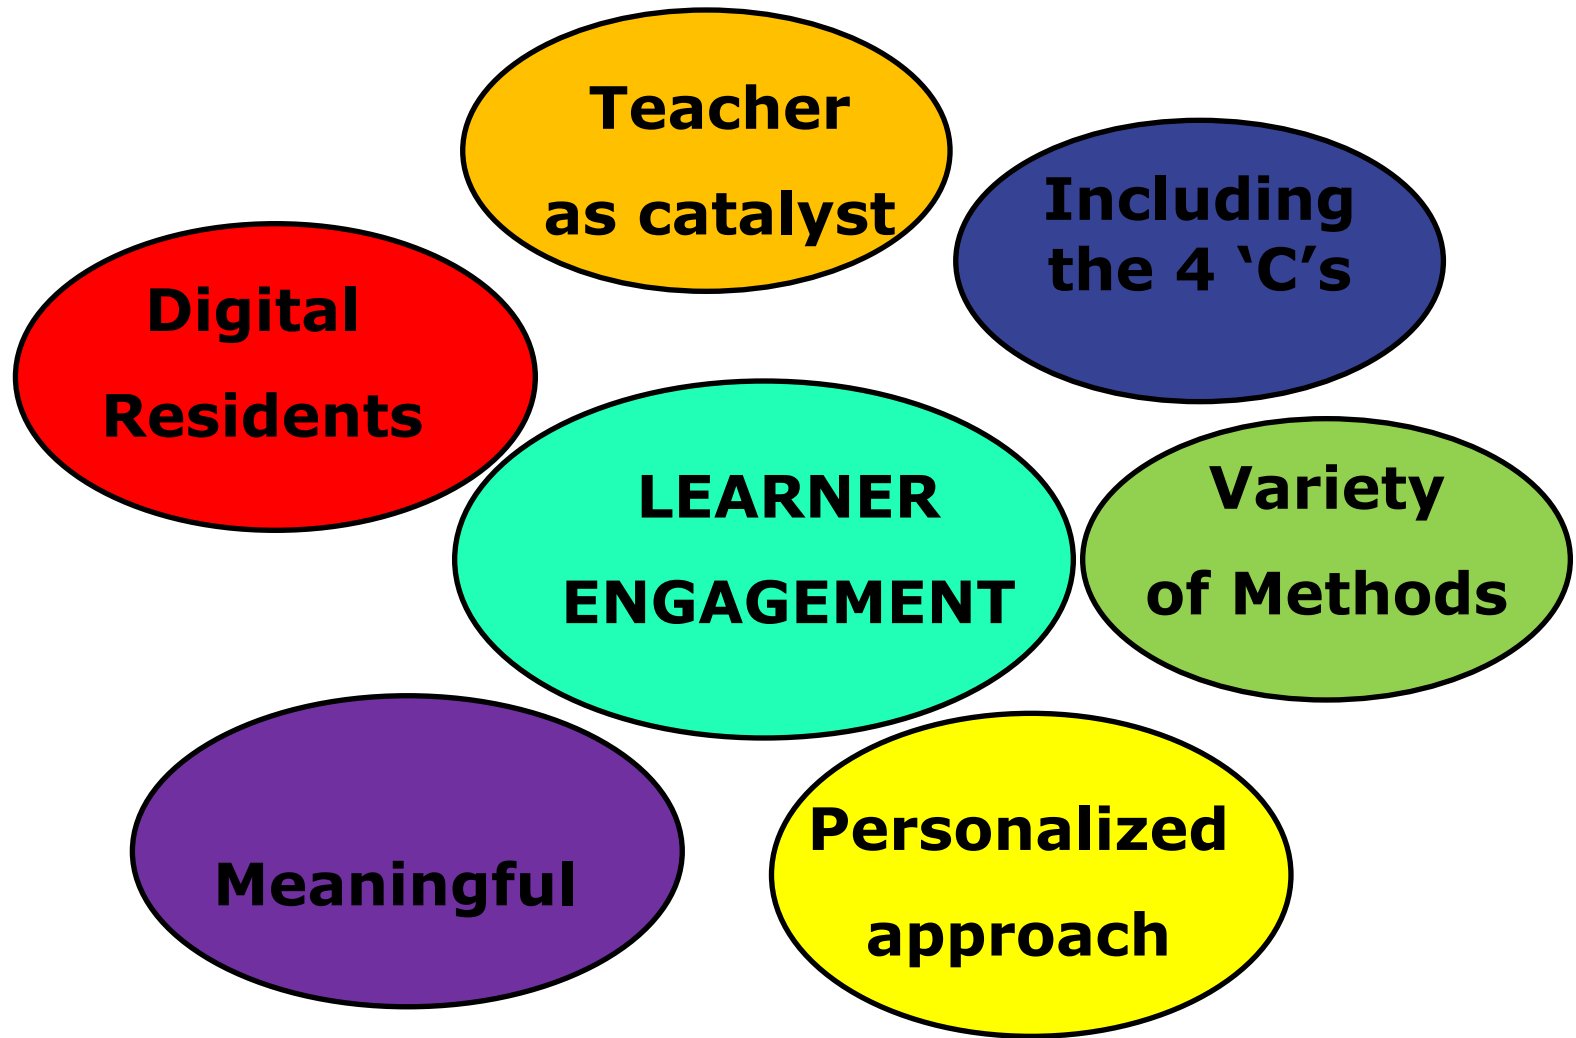 Teacher
as catalyst
Including
the 4 ‘C’s
Digital
Residents
LEARNER
ENGAGEMENT
Variety
of Methods
Meaningful
Personalized
approach